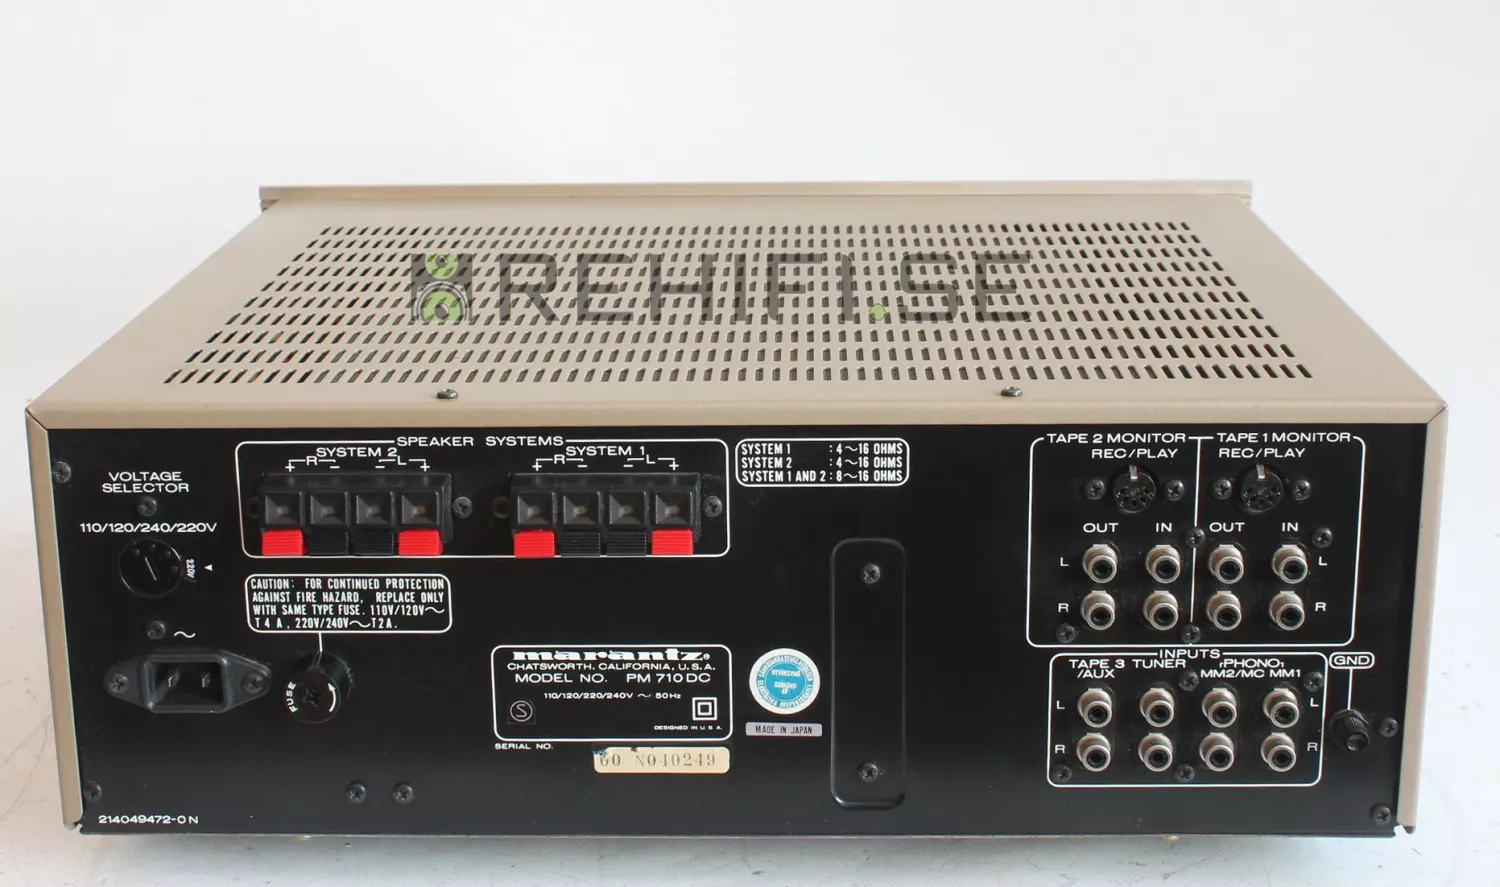 REHIFI.SE
SPEAKER SYSTEMS
SYSTEM 2
SYSTEM 1
+ R - - L +
+ R - - L +
SYSTEM 1 : 4~16 OHMS
SYSTEM 2 : 4~16 OHMS
SYSTEM 1 AND 2 : 8~16 OHMS
VOLTAGE
SELECTOR
110/120/240/220V
220V
CAUTION: FOR CONTINUED PROTECTION
AGAINST FIRE HAZARD, REPLACE ONLY
WITH SAME TYPE FUSE. 110V/120V~
T4A, 220V/240V~T2A.
~
FUSE
marantz®
CHATSWORTH, CALIFORNIA, U.S.A.
MODEL NO. PM 710 DC
110/120/220/240V ~ 50Hz
S
DESIGNED IN U.S.A.
SERIAL NO.
60 N040249
MADE IN JAPAN
TAPE 2 MONITOR
REC/PLAY
TAPE 1 MONITOR
REC/PLAY
OUT IN OUT IN
L L
R R
INPUTS
TAPE 3 TUNER PHONO
/AUX MM2/MC MM1
L L
R R
GND
214049472-0 N